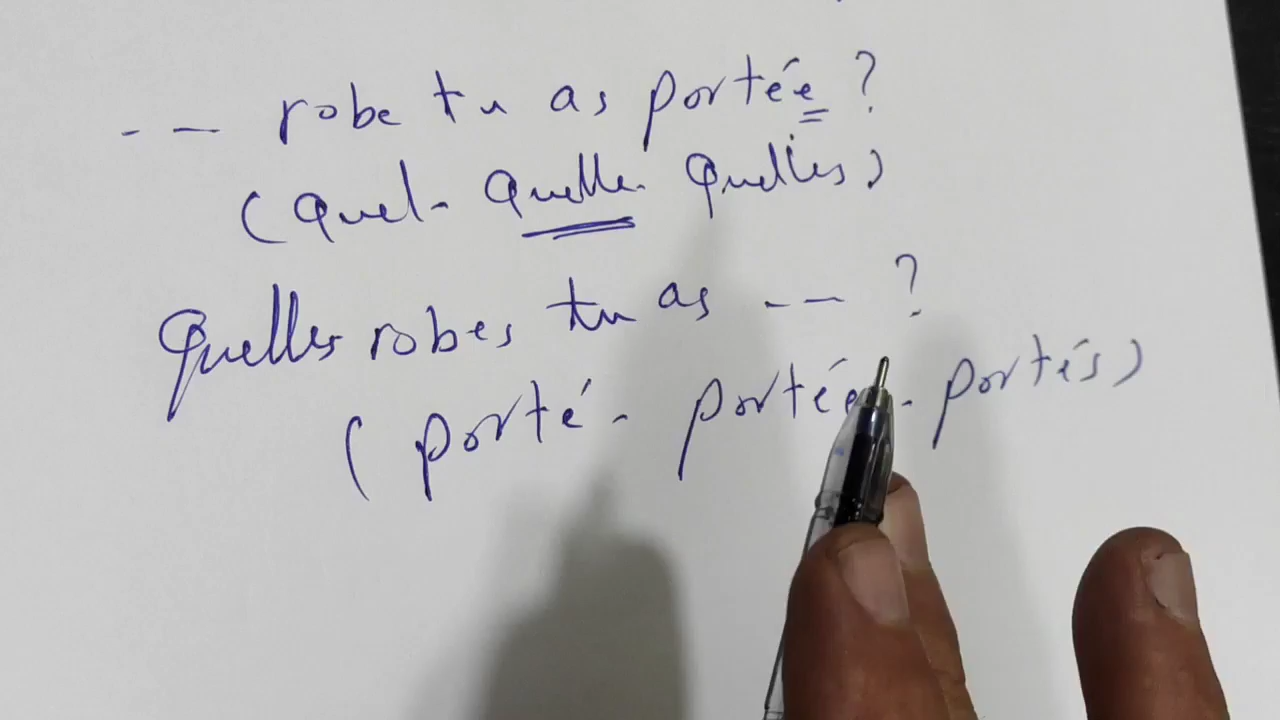 -- robe tu as portée ?
(Quel- Quelle- Quelles)
Quelles robes tu as -- ?
(porté - portée - portés)